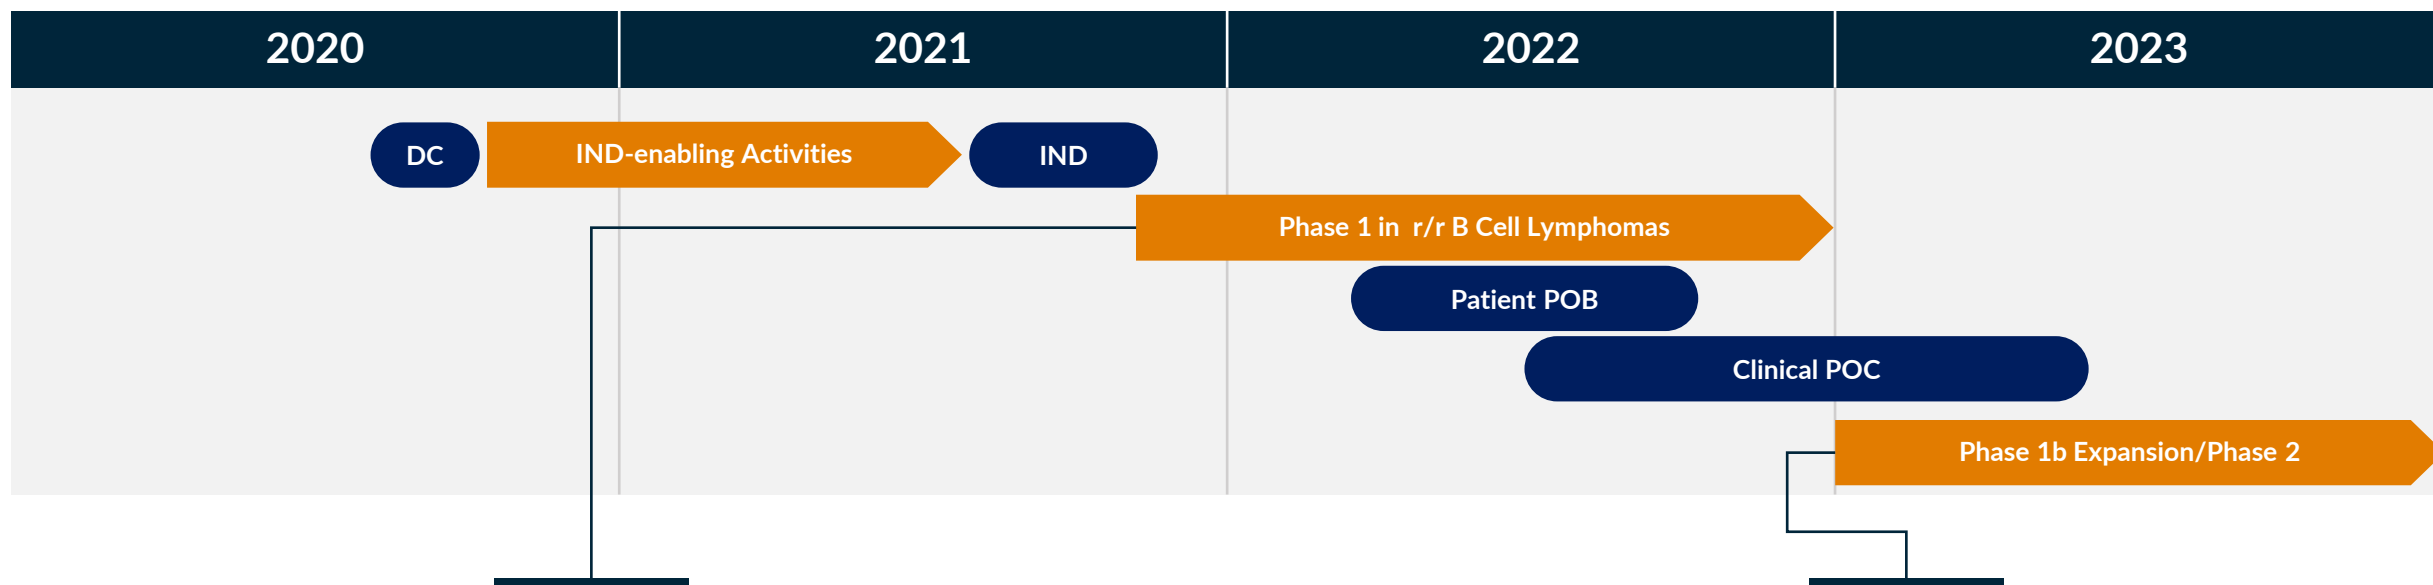 2020
2021
2022
2023
DC
IND-enabling Activities
IND
Phase 1 in  r/r B Cell Lymphomas
Patient POB
Clinical POC
Phase 1b Expansion/Phase 2